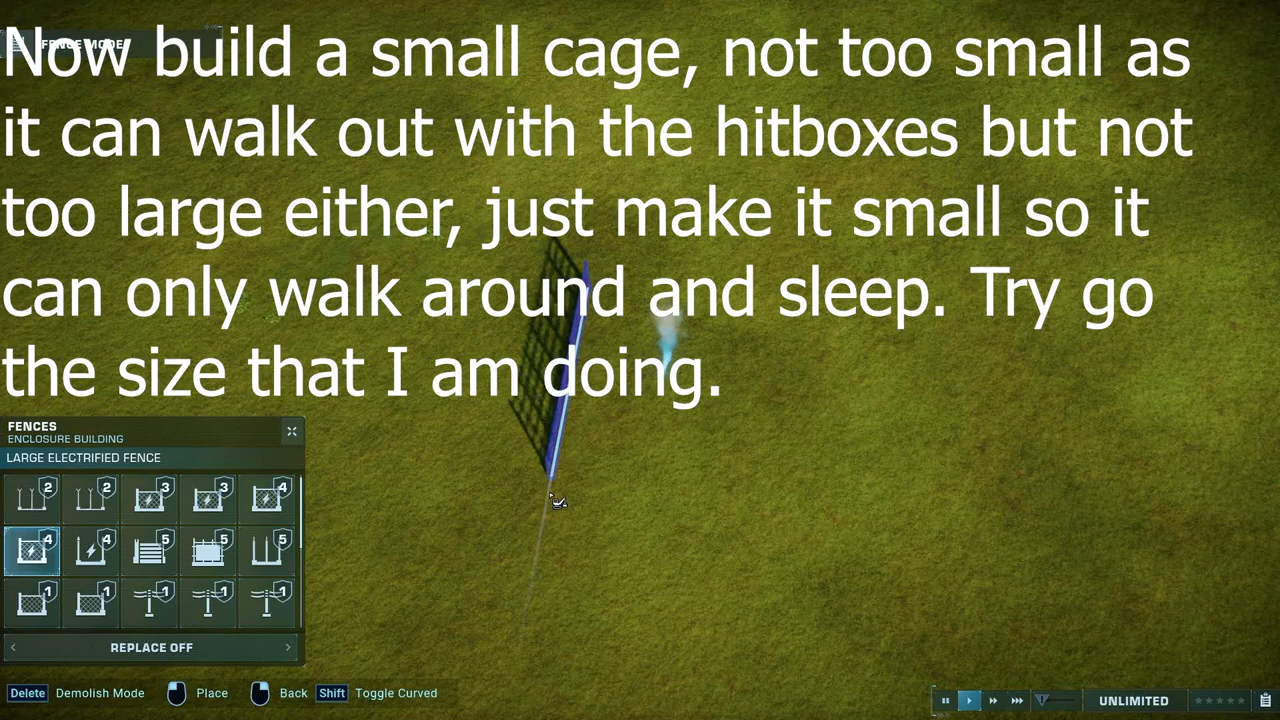 FENCE MODE
Now build a small cage, not too small as
it can walk out with the hitboxes but not
too large either, just make it small so it
can only walk around and sleep. Try go
the size that I am doing.
FENCES
ENCLOSURE BUILDING
LARGE ELECTRIFIED FENCE
2 2 3 3 4
4 4 5 5 5
1 1 1 1 1
REPLACE OFF
Delete Demolish Mode Place Back Shift Toggle Curved
UNLIMITED